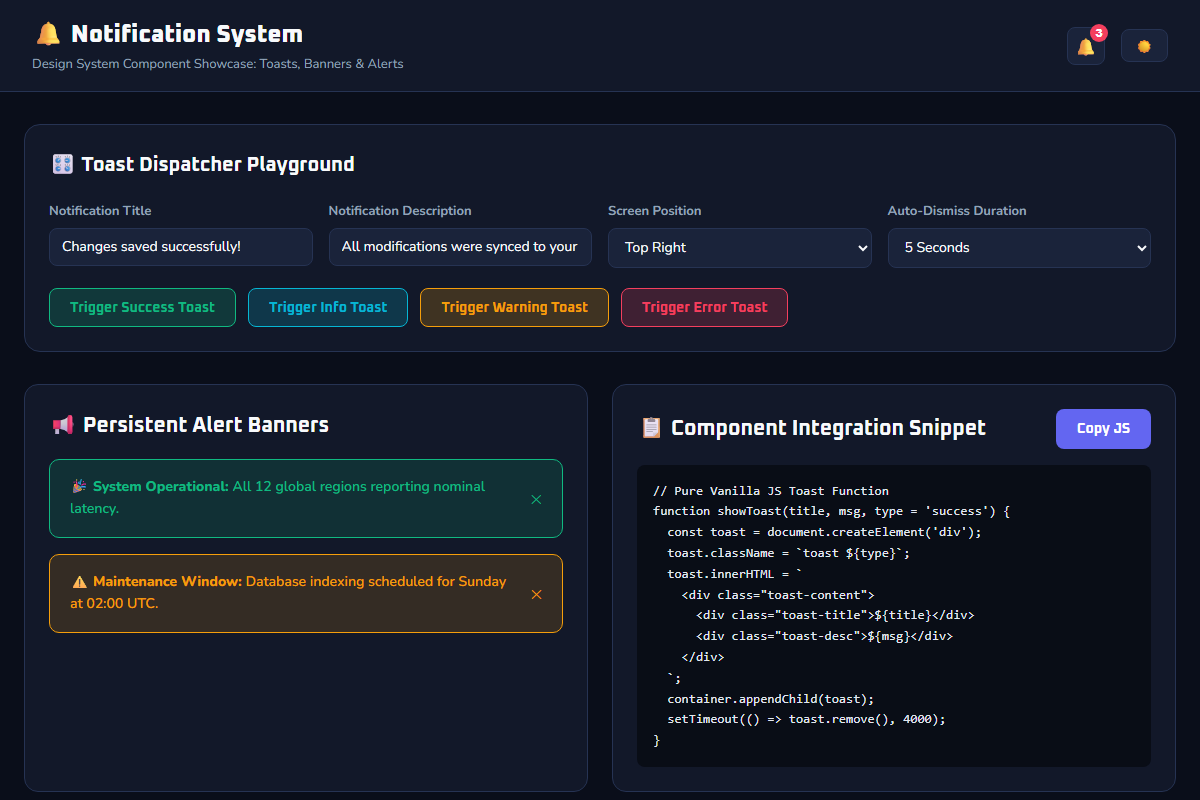 🔔 Notification System
Design System Component Showcase: Toasts, Banners & Alerts
3
Toast Dispatcher Playground
Notification Title
Changes saved successfully!
Notification Description
All modifications were synced to your
Screen Position
Top Right
Auto-Dismiss Duration
5 Seconds
Trigger Success Toast
Trigger Info Toast
Trigger Warning Toast
Trigger Error Toast
Persistent Alert Banners
System Operational: All 12 global regions reporting nominal
latency.
Maintenance Window: Database indexing scheduled for Sunday
at 02:00 UTC.
Component Integration Snippet
Copy JS
// Pure Vanilla JS Toast Function
function showToast(title, msg, type = 'success') {
  const toast = document.createElement('div');
  toast.className = `toast ${type}`;
  toast.innerHTML = `
    <div class="toast-content">
      <div class="toast-title">${title}</div>
      <div class="toast-desc">${msg}</div>
    </div>
  `;
  container.appendChild(toast);
  setTimeout(() => toast.remove(), 4000);
}